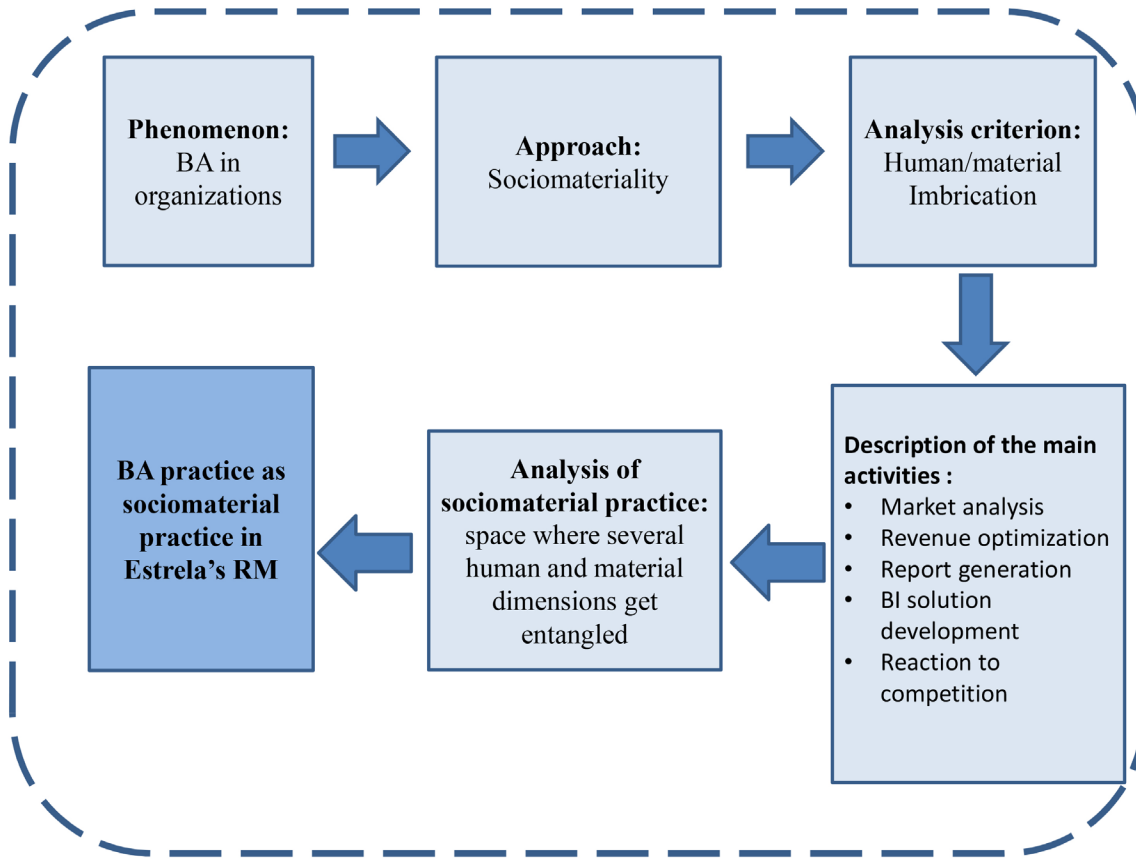 Phenomenon:
BA in
organizations
Approach:
Sociomateriality
Analysis criterion:
Human/material
Imbrication
Description of the main
activities :
• Market analysis
• Revenue optimization
• Report generation
• BI solution
development
• Reaction to
competition
Analysis of
sociomaterial practice:
space where several
human and material
dimensions get
entangled
BA practice as
sociomaterial
practice in
Estrela’s RM